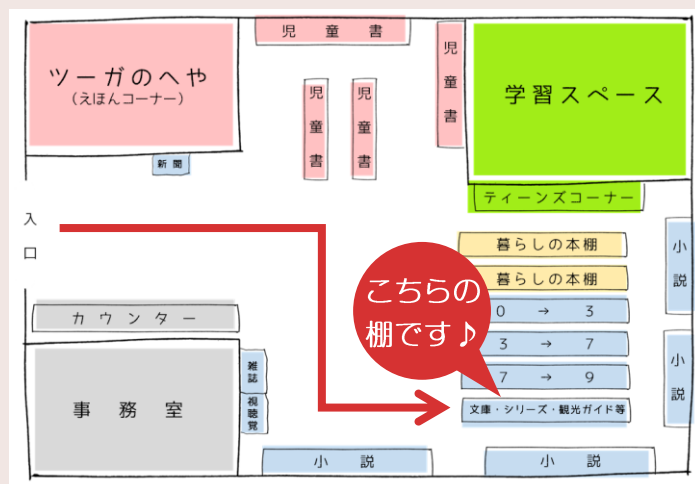 児童書
ツーガのへや
(えほんコーナー)
児童書
児童書
児童書
学習スペース
新聞
ティーンズコーナー
入口
暮らしの本棚
小説
暮らしの本棚
こちらの
棚です♪
0 → 3
カウンター
3 → 7
小説
雑誌
7 → 9
視聴覚
事務室
文庫・シリーズ・観光ガイド等
小説
小説